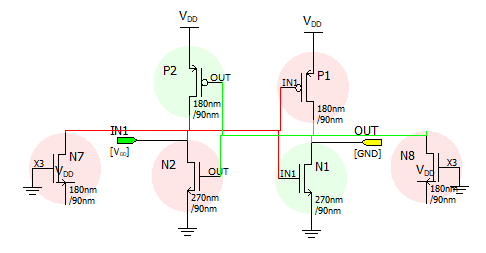 VDD
VDD
P2
OUT
180nm
/90nm
IN1
P1
180nm
/90nm
IN1
[VDD]
OUT
[GND]
N7
X3
VDD
180nm
/90nm
N2
OUT
270nm
/90nm
IN1
N1
270nm
/90nm
N8
X3
VDD
180nm
/90nm